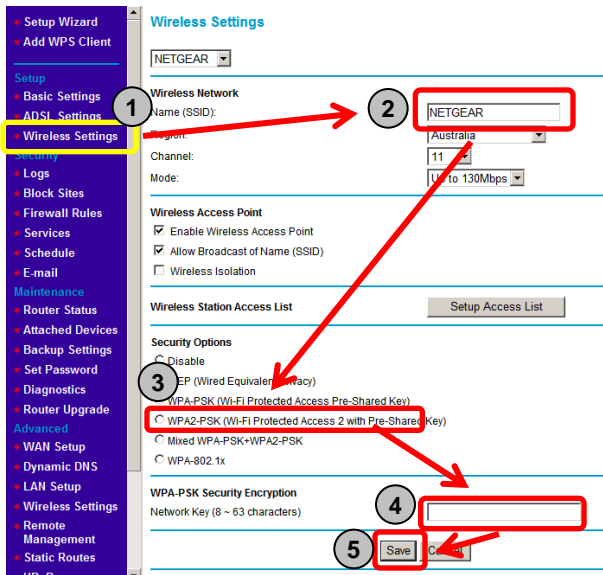 Setup Wizard
Add WPS Client
Setup
Basic Settings
ADSL Settings
Wireless Settings
Security
Logs
Block Sites
Firewall Rules
Services
Schedule
E-mail
Maintenance
Router Status
Attached Devices
Backup Settings
Set Password
Diagnostics
Router Upgrade
Advanced
WAN Setup
Dynamic DNS
LAN Setup
Wireless Settings
Remote
Management
Static Routes
Wireless Settings
NETGEAR
Wireless Network
1
Name (SSID):
2
NETGEAR
Region:
Australia
Channel:
11
Mode:
Up to 130Mbps
Wireless Access Point
Enable Wireless Access Point
Allow Broadcast of Name (SSID)
Wireless Isolation
Wireless Station Access List
Setup Access List
Security Options
Disable
3
(Wired Equivalent
WPA-PSK (Wi-Fi Protected Access Pre-Shared Key)
WPA2-PSK (Wi-Fi Protected Access 2 with Pre-Shared Key)
Mixed WPA-PSK+WPA2-PSK
WPA-802.1x
WPA-PSK Security Encryption
Network Key (8 ~ 63 characters)
4
5
Save
Cancel